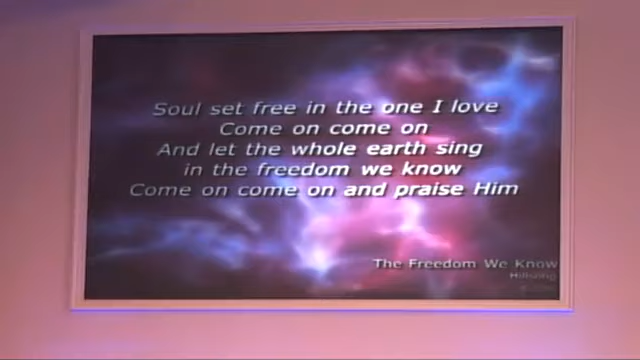 Soul set free in the one I love
Come on come on
And let the whole earth sing
in the freedom we know
Come on come on and praise Him
The Freedom We Know
Hillsong